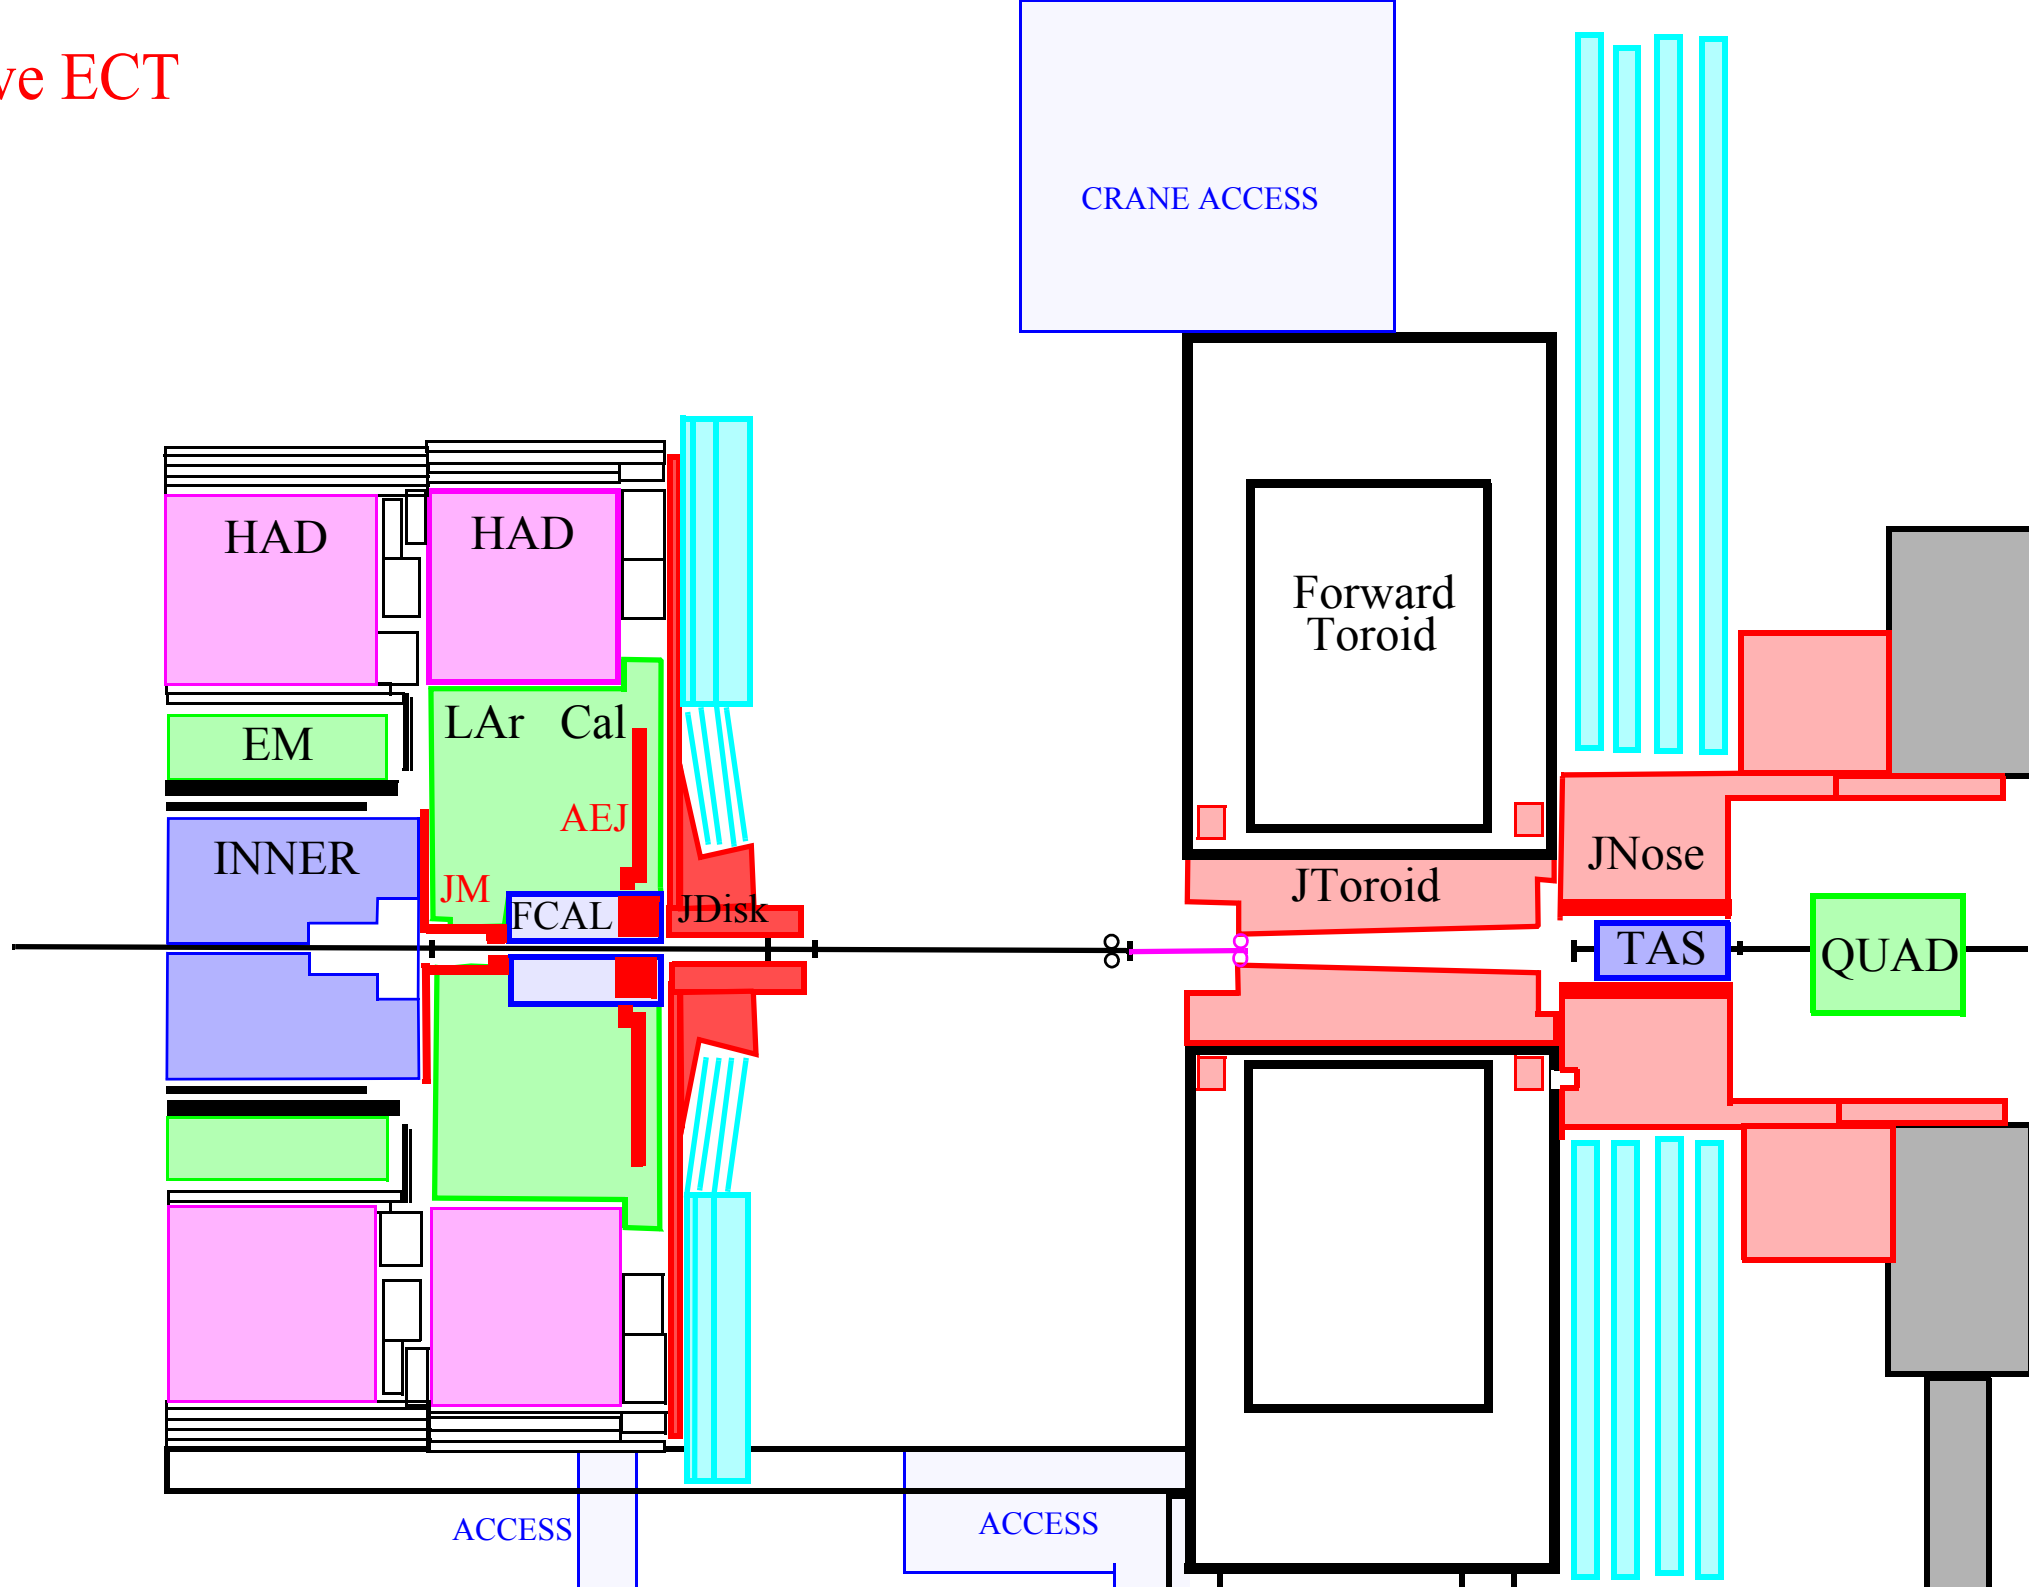 ve ECT
CRANE ACCESS
HAD
HAD
Forward
Toroid
LAr Cal
EM
AEJ
INNER
JM
FCAL
JDisk
JToroid
JNose
TAS
QUAD
ACCESS
ACCESS